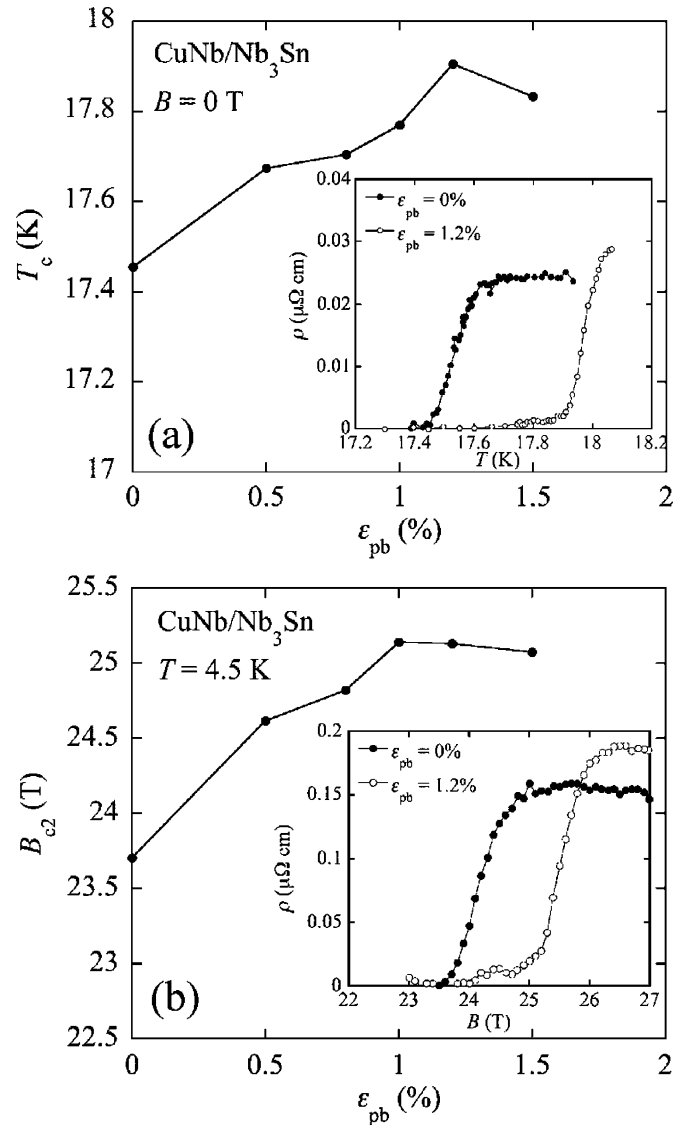 18
17.8
17.6
17.4
17.2
17
T_c (K)
CuNb/Nb₃Sn
B = 0 T
(a)
0
0.5
1
1.5
2
ε_pb (%)
0.04
0.03
0.02
0.01
0
ρ (μΩ cm)
ε_pb = 0%
ε_pb = 1.2%
17.2
17.4
17.6
17.8
18
18.2
T (K)
25.5
25
24.5
24
23.5
23
22.5
B_c2 (T)
CuNb/Nb₃Sn
T = 4.5 K
(b)
0
0.5
1
1.5
2
ε_pb (%)
0.2
0.15
0.1
0.05
0
ρ (μΩ cm)
ε_pb = 0%
ε_pb = 1.2%
22
23
24
25
26
27
B (T)